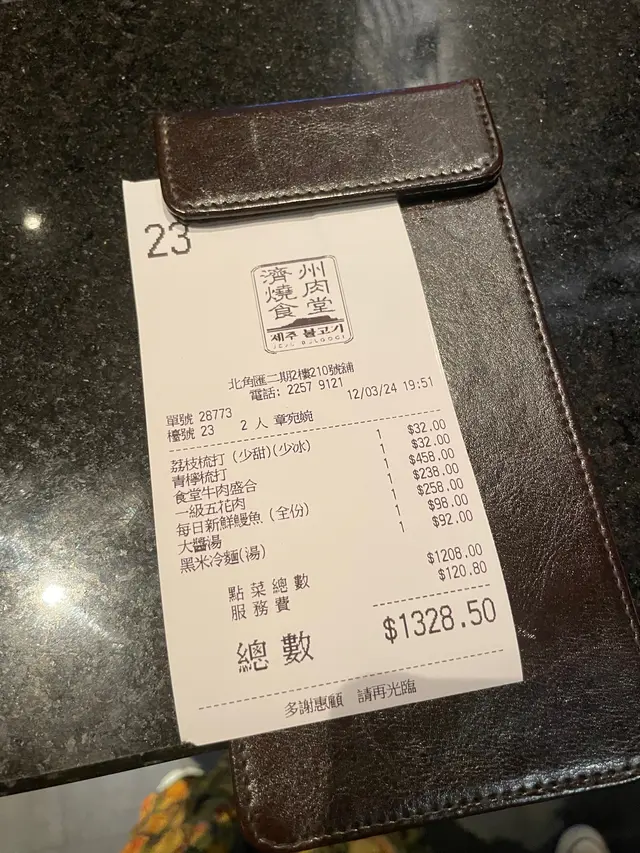 23
濟州
燒肉
食堂
제주 불고기
JEJU BULGOGI
北角匯二期2樓210號舖
電話: 2257 9121
單號 28773 12/03/24 19:51
檯號 23 2 人 章宛婉
荔枝梳打 (少甜)(少冰) 1 $32.00
青檸梳打 1 $32.00
食堂牛肉盛合 1 $458.00
一級五花肉 1 $238.00
每日新鮮鰻魚 (全份) 1 $258.00
大醬湯 1 $98.00
黑米冷麵(湯) 1 $92.00
點菜總數 $1208.00
服務費 $120.80
總數 $1328.50
多謝惠顧 請再光臨